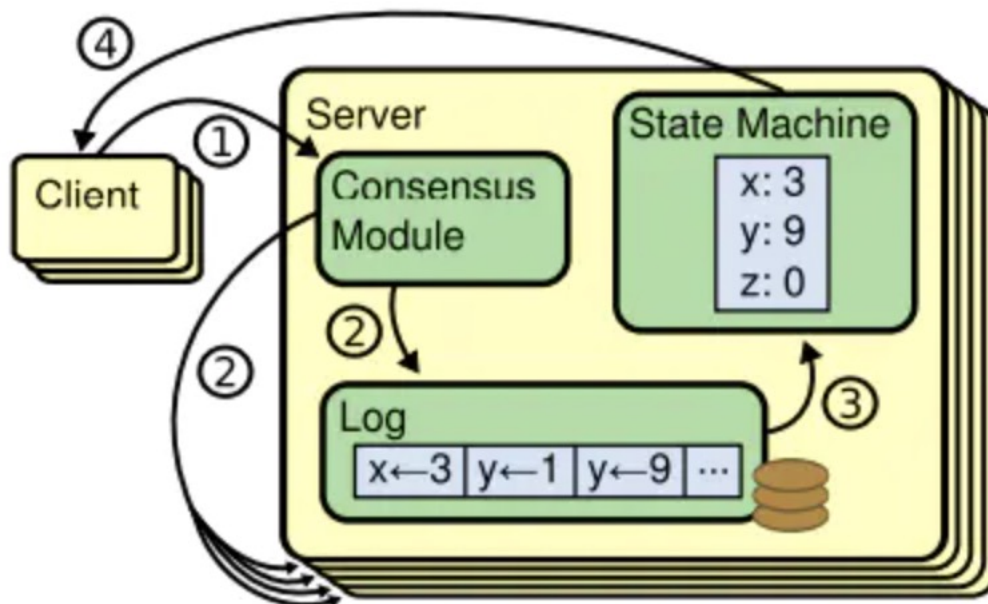 ④
①
Server
State Machine
Client
Consensus
Module
x: 3
y: 9
z: 0
②
②
③
Log
x←3 y←1 y←9 ···